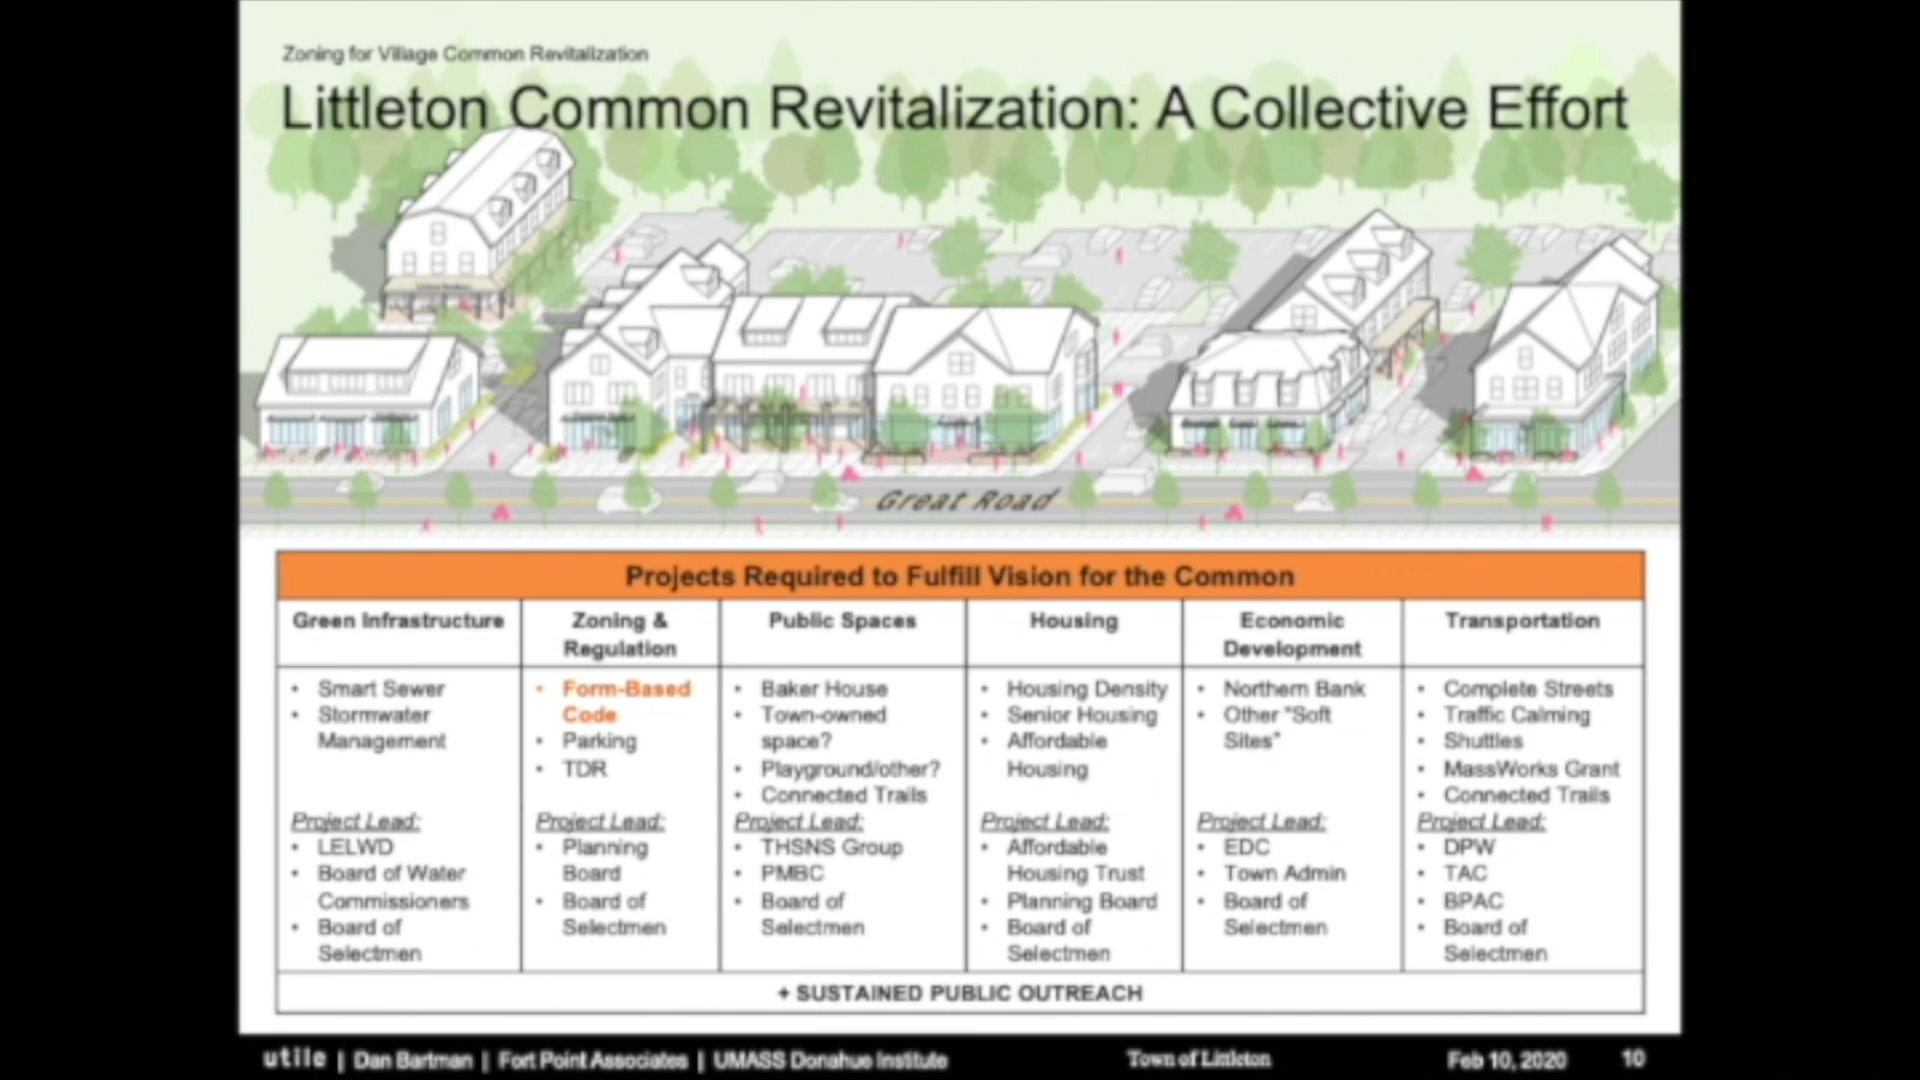 Zoning for Village Common Revitalization
Littleton Common Revitalization: A Collective Effort
Great Road
Projects Required to Fulfill Vision for the Common
Green Infrastructure
• Smart Sewer
• Stormwater
Management
Project Lead:
• LELWD
• Board of Water
Commissioners
• Board of
Selectmen
Zoning &
Regulation
• Form-Based
Code
• Parking
• TDR
Project Lead:
• Planning
Board
• Board of
Selectmen
Public Spaces
• Baker House
• Town-owned
space?
• Playground/other?
• Connected Trails
Project Lead:
• THSNS Group
• PMBC
• Board of
Selectmen
Housing
• Housing Density
• Senior Housing
• Affordable
Housing
Project Lead:
• Affordable
Housing Trust
• Planning Board
• Board of
Selectmen
Economic
Development
• Northern Bank
• Other "Soft
Sites"
Project Lead:
• EDC
• Town Admin
• Board of
Selectmen
Transportation
• Complete Streets
• Traffic Calming
• Shuttles
• MassWorks Grant
• Connected Trails
Project Lead:
• DPW
• TAC
• BPAC
• Board of
Selectmen
+ SUSTAINED PUBLIC OUTREACH
utile | Dan Bartman | Fort Point Associates | UMASS Donahue Institute
Town of Littleton
Feb 10, 2020
10